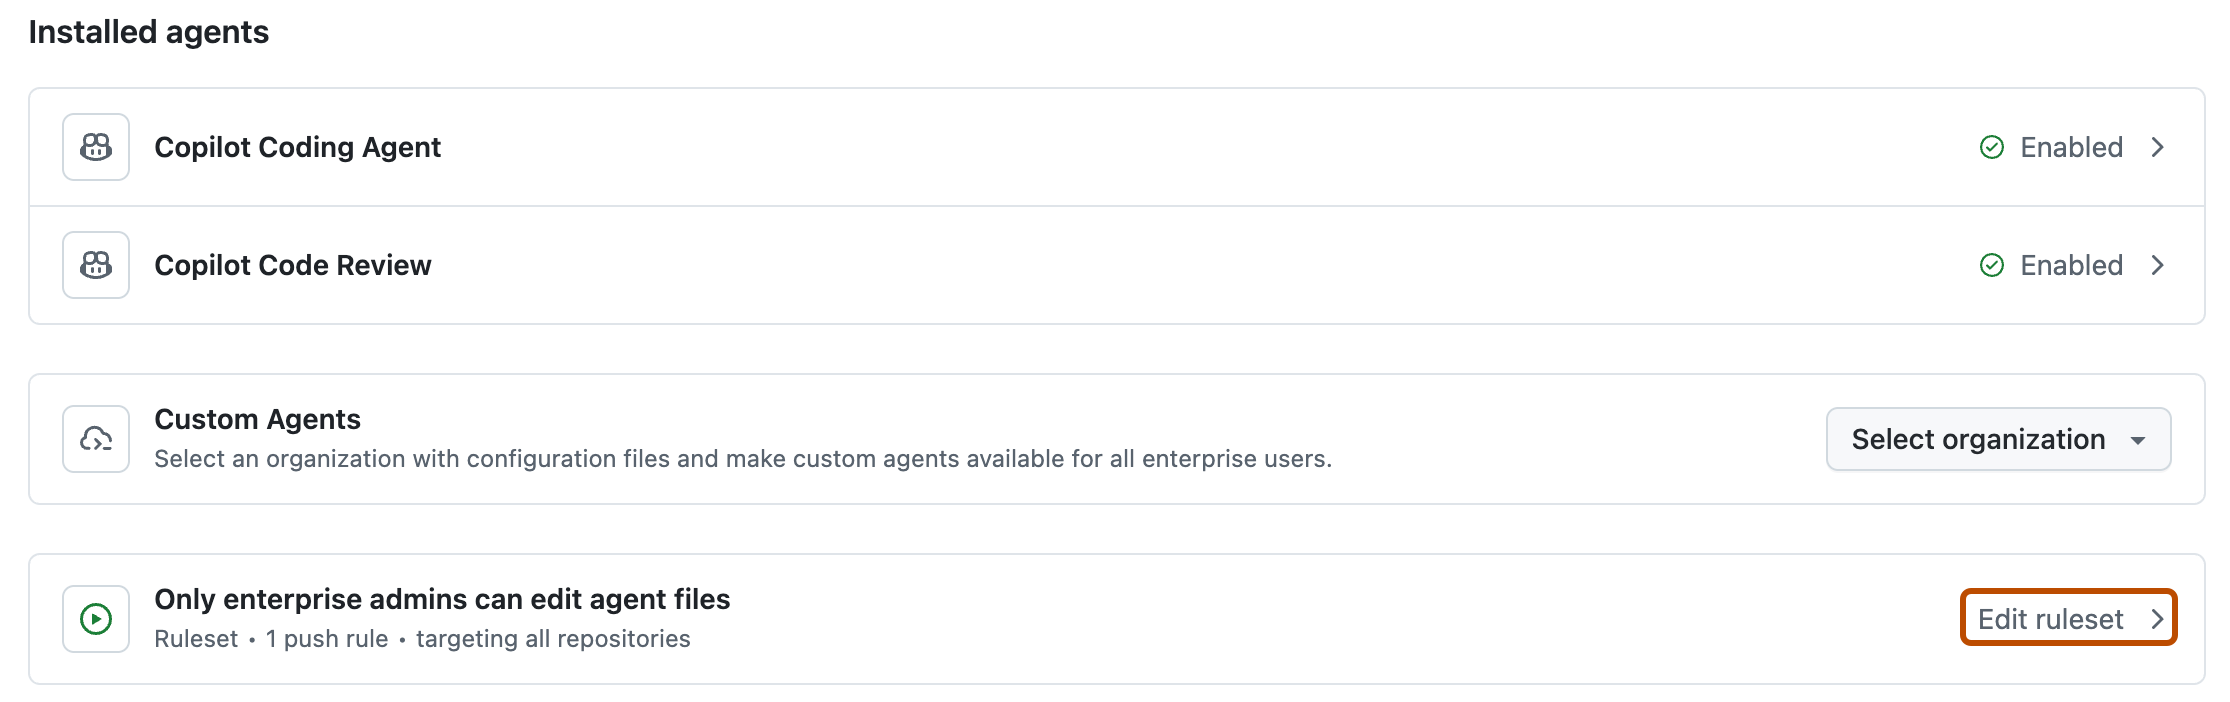 Installed agents
Copilot Coding Agent
Enabled
Copilot Code Review
Enabled
Custom Agents
Select an organization with configuration files and make custom agents available for all enterprise users.
Select organization
Only enterprise admins can edit agent files
Ruleset • 1 push rule • targeting all repositories
Edit ruleset